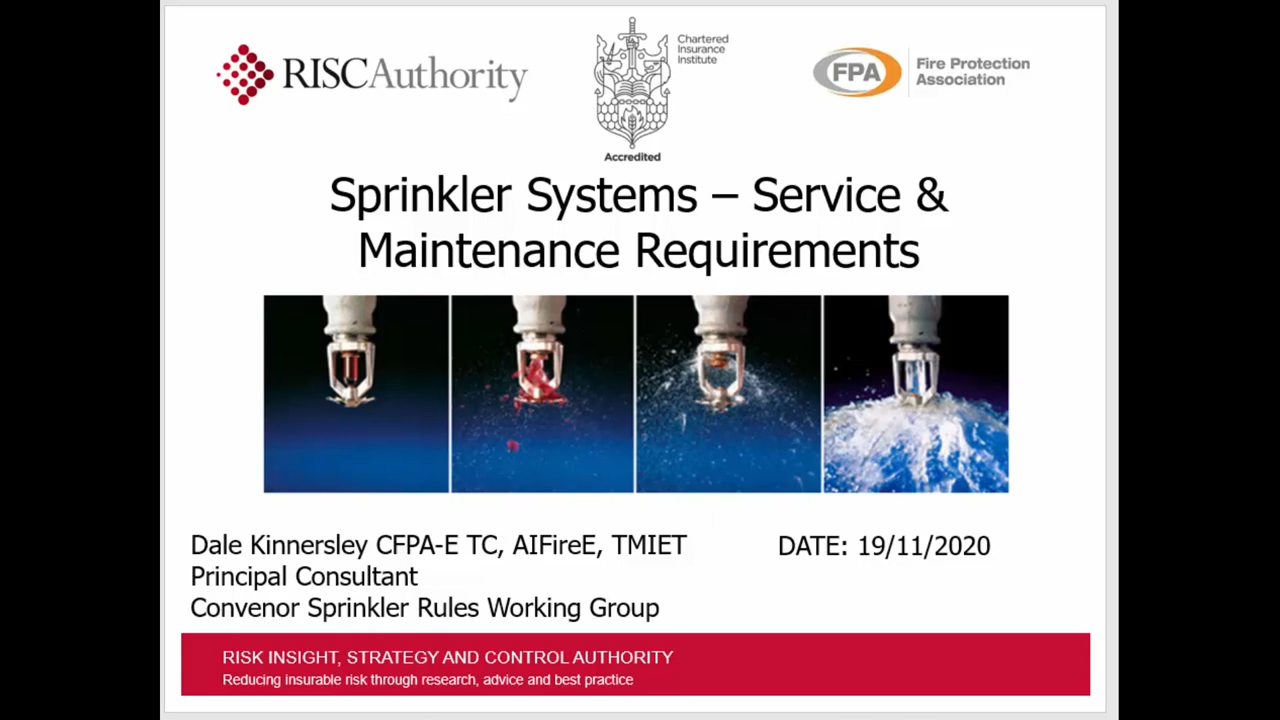 RISCAuthority
Chartered
Insurance
Institute
Accredited
FPA
Fire Protection
Association
Sprinkler Systems – Service &
Maintenance Requirements
Dale Kinnersley CFPA-E TC, AIFireE, TMIET
DATE: 19/11/2020
Principal Consultant
Convenor Sprinkler Rules Working Group
RISK INSIGHT, STRATEGY AND CONTROL AUTHORITY
Reducing insurable risk through research, advice and best practice